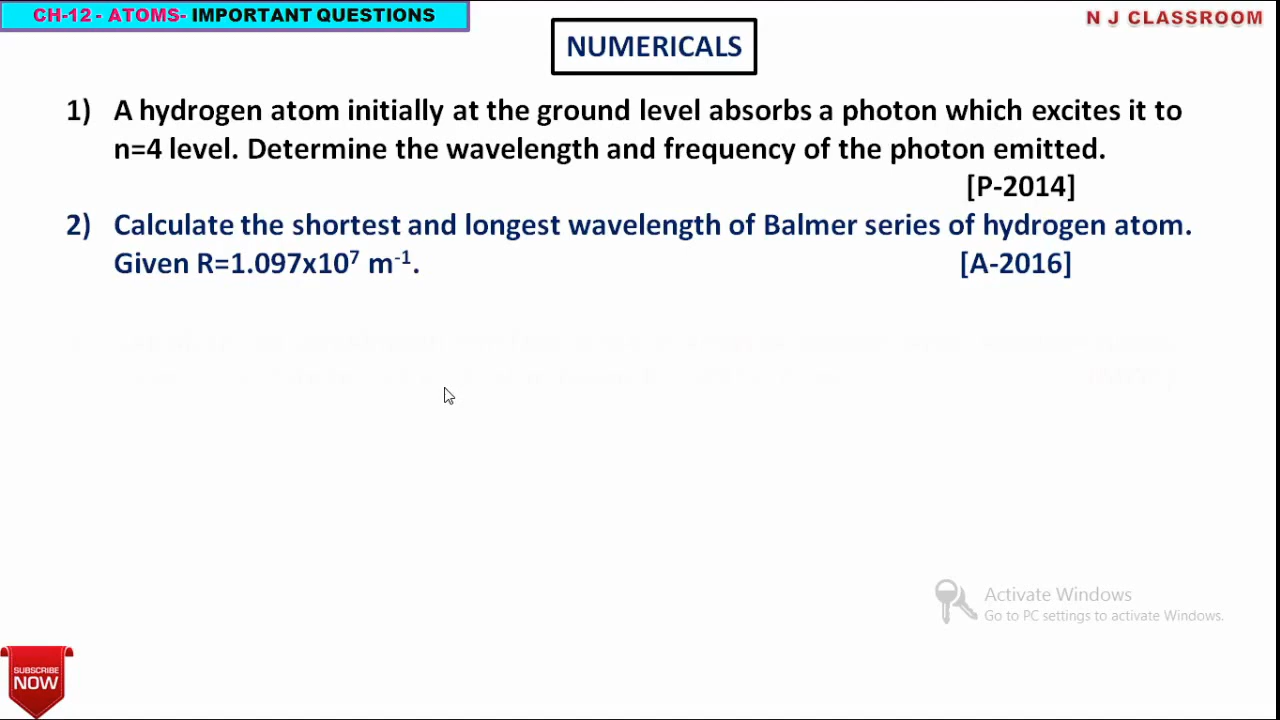 CH-12 - ATOMS- IMPORTANT QUESTIONS
N J CLASSROOM
NUMERICALS
1) A hydrogen atom initially at the ground level absorbs a photon which excites it to
n=4 level. Determine the wavelength and frequency of the photon emitted.
[P-2014]
2) Calculate the shortest and longest wavelength of Balmer series of hydrogen atom.
Given R=1.097x10⁷ m⁻¹. [A-2016]
Activate Windows
Go to PC settings to activate Windows.
SUBSCRIBE
NOW